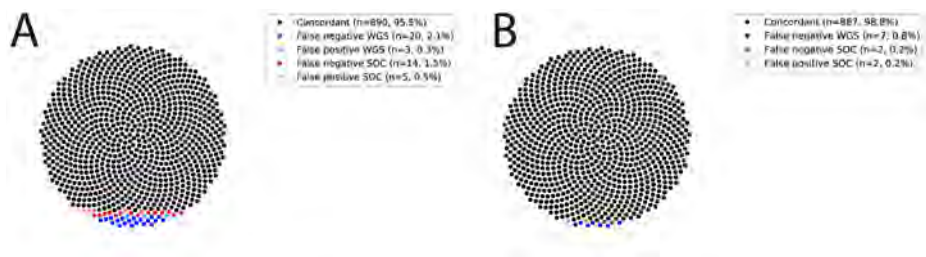 A
Concordant (n=890, 95.5%)
False negative WGS (n=20, 2.1%)
False positive WGS (n=3, 0.3%)
False negative SOC (n=14, 1.5%)
False positive SOC (n=5, 0.5%)
B
Concordant (n=887, 98.8%)
False negative WGS (n=7, 0.8%)
False negative SOC (n=2, 0.2%)
False positive SOC (n=2, 0.2%)